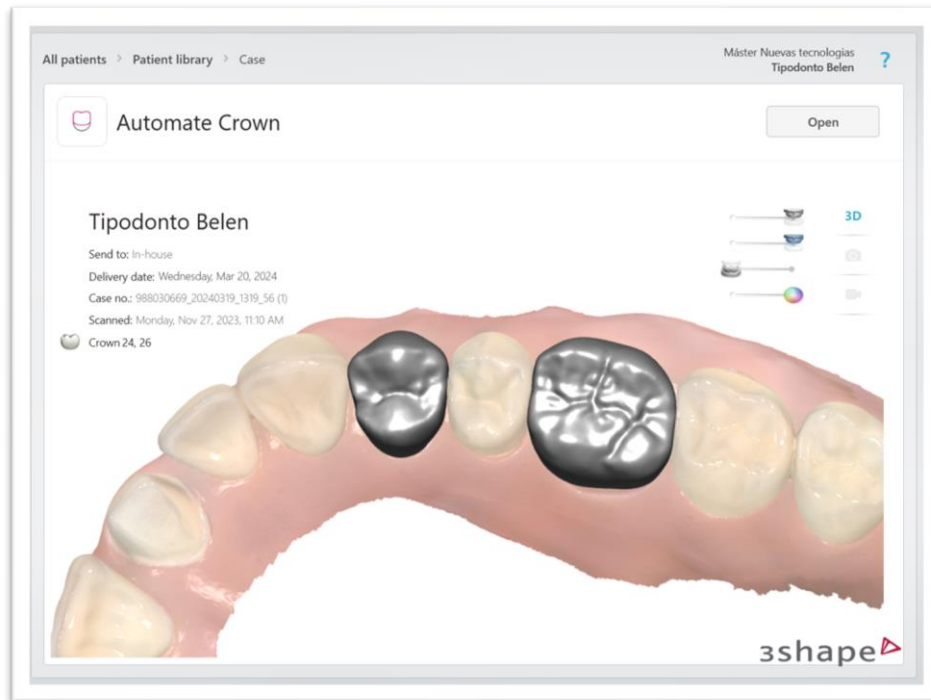 All patients > Patient library > Case
Máster Nuevas tecnologias
Tipodonto Belen
?
Automate Crown
Open
Tipodonto Belen
3D
Send to: In-house
Delivery date: Wednesday, Mar 20, 2024
Case no.: 988030669_20240319_1319_56 (1)
Scanned: Monday, Nov 27, 2023, 11:10 AM
Crown 24, 26
3shape